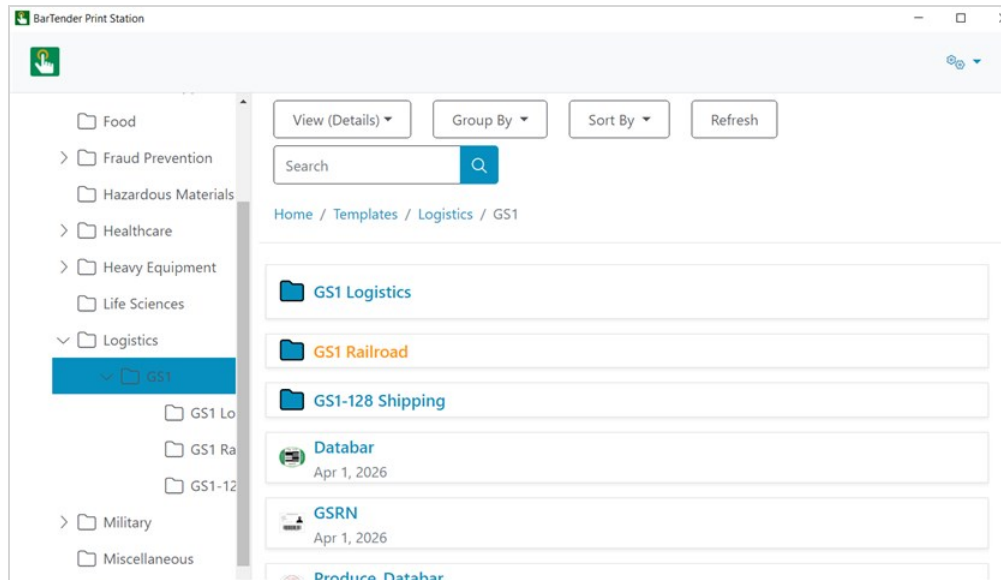 BarTender Print Station
Food
Fraud Prevention
Hazardous Materials
Healthcare
Heavy Equipment
Life Sciences
Logistics
GS1
GS1 Lo
GS1 Ra
GS1-12
Military
Miscellaneous
View (Details) Group By Sort By Refresh
Search
Home / Templates / Logistics / GS1
GS1 Logistics
GS1 Railroad
GS1-128 Shipping
Databar
Apr 1, 2026
GSRN
Apr 1, 2026
Produce Databar